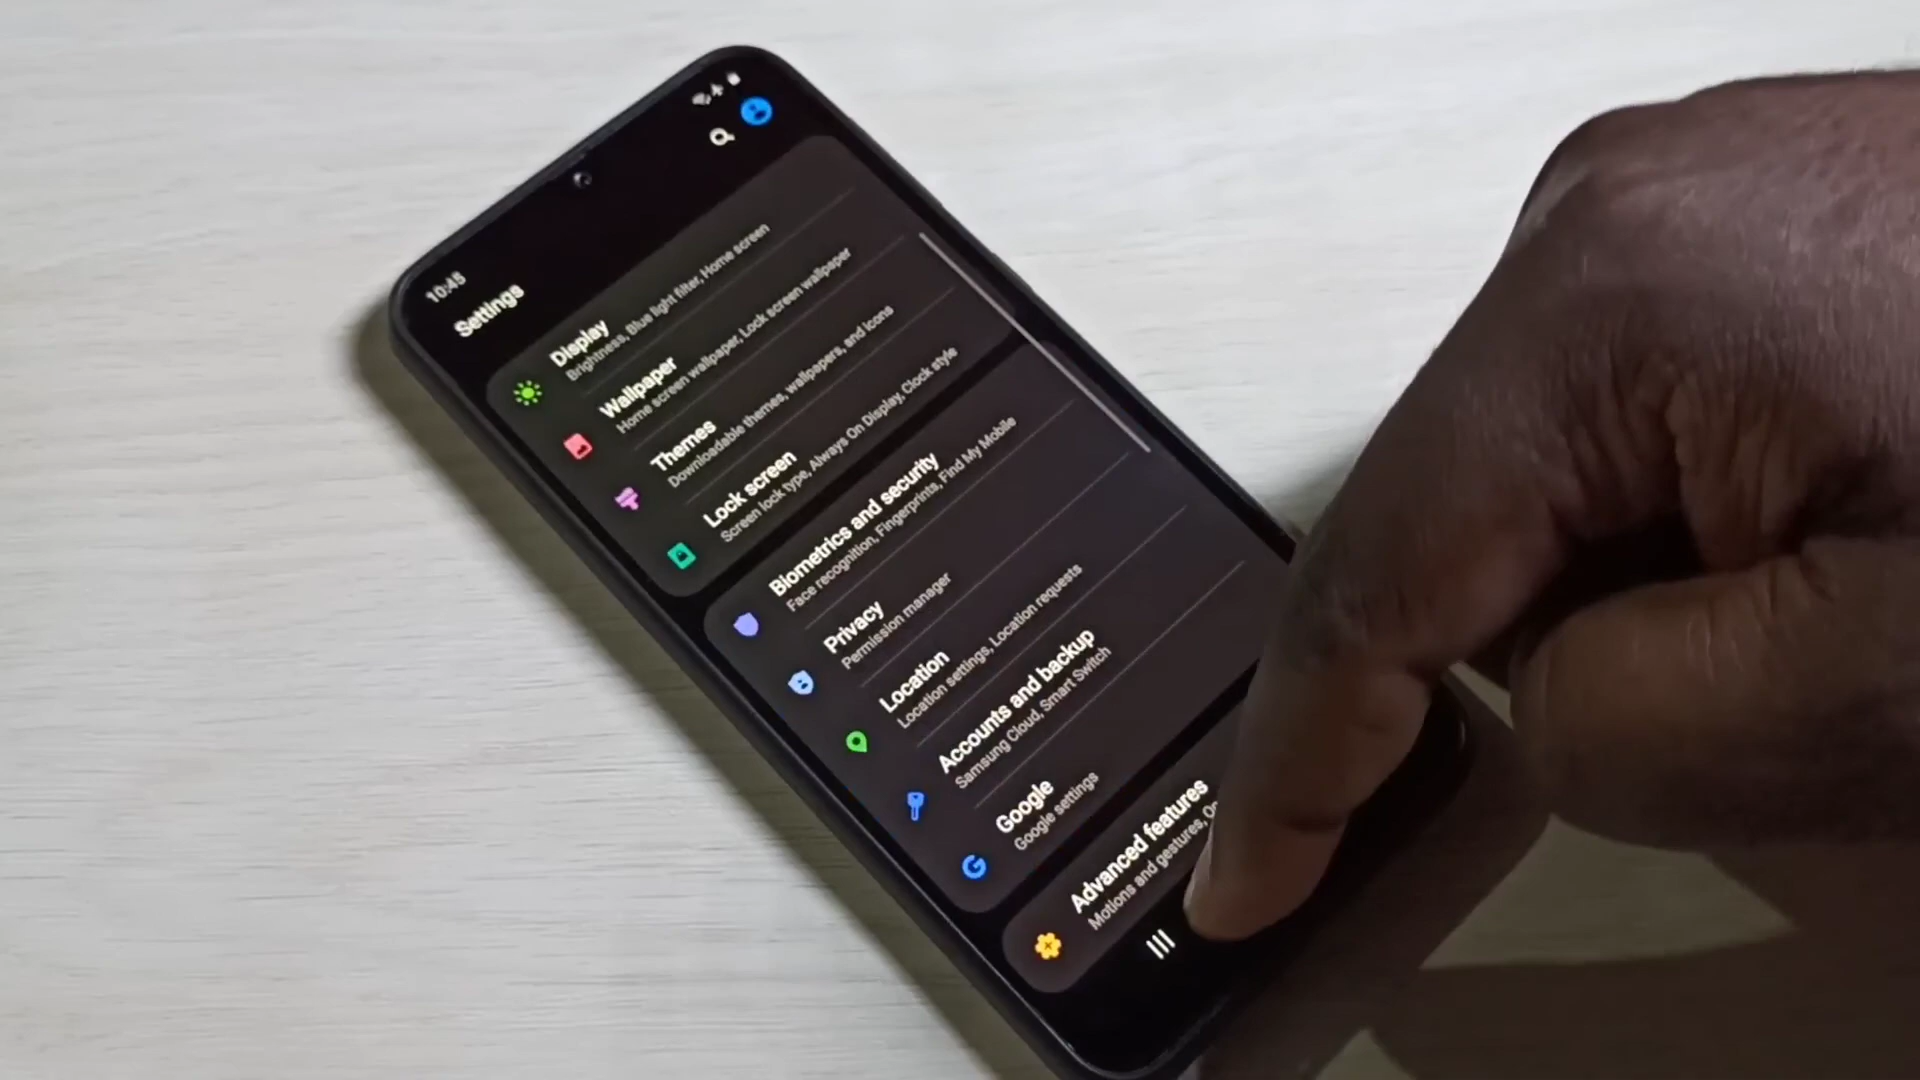 10:45
Settings
Display
Brightness, Blue light filter, Home screen
Wallpaper
Home screen wallpaper, Lock screen wallpaper
Themes
Downloadable themes, wallpapers, and icons
Lock screen
Screen lock type, Always On Display, Clock style
Biometrics and security
Face recognition, Fingerprints, Find My Mobile
Privacy
Permission manager
Location
Location settings, Location requests
Accounts and backup
Samsung Cloud, Smart Switch
Google
Google settings
Advanced features
Motions and gestures,